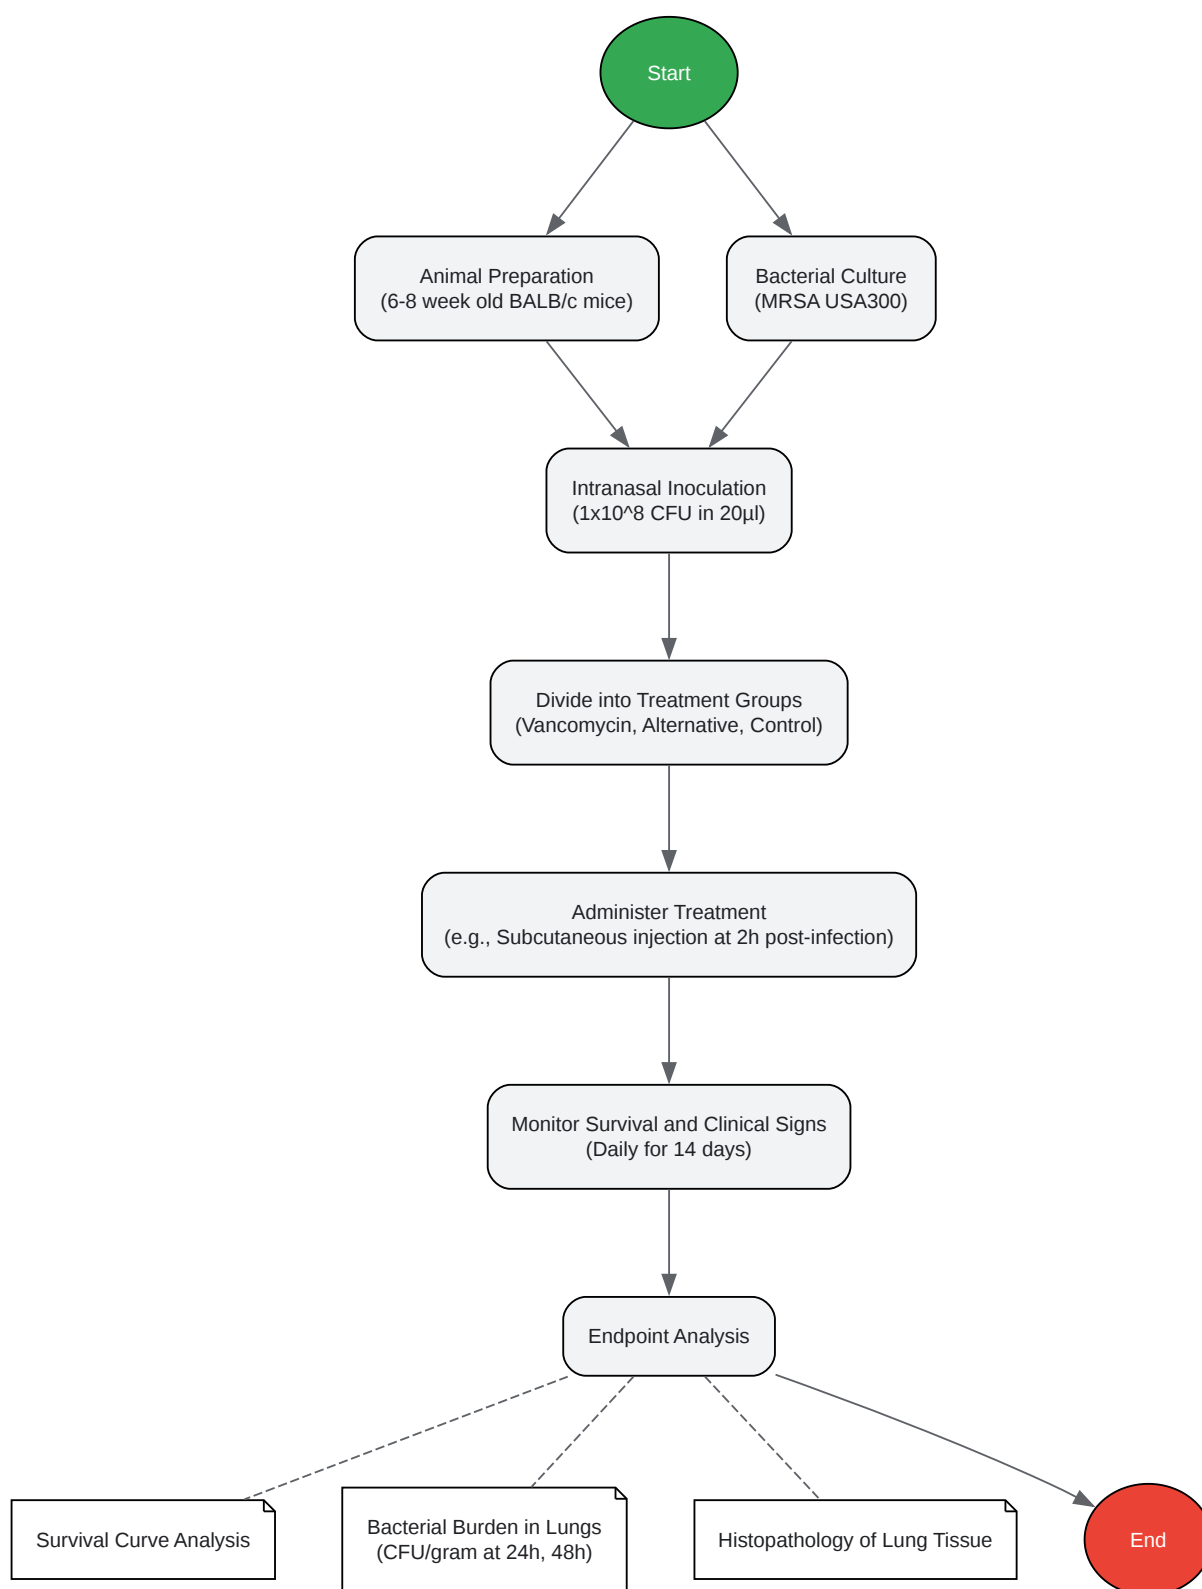 Start
Animal Preparation
(6-8 week old BALB/c mice)
Bacterial Culture
(MRSA USA300)
Intranasal Inoculation
(1x10^8 CFU in 20µl)
Divide into Treatment Groups
(Vancomycin, Alternative, Control)
Administer Treatment
(e.g., Subcutaneous injection at 2h post-infection)
Monitor Survival and Clinical Signs
(Daily for 14 days)
Endpoint Analysis
Survival Curve Analysis
Bacterial Burden in Lungs
(CFU/gram at 24h, 48h)
Histopathology of Lung Tissue
End